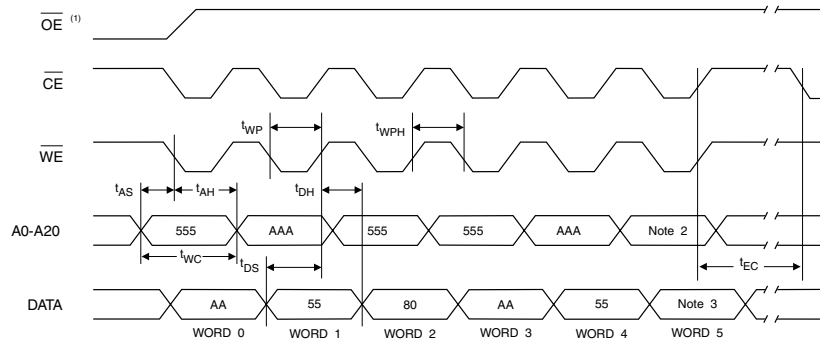 OE (1)
CE
tWP
tWPH
WE
tAS
tAH
tDH
A0-A20
555
AAA
555
555
AAA
Note 2
tWC
tDS
tEC
DATA
AA
55
80
AA
55
Note 3
WORD 0
WORD 1
WORD 2
WORD 3
WORD 4
WORD 5